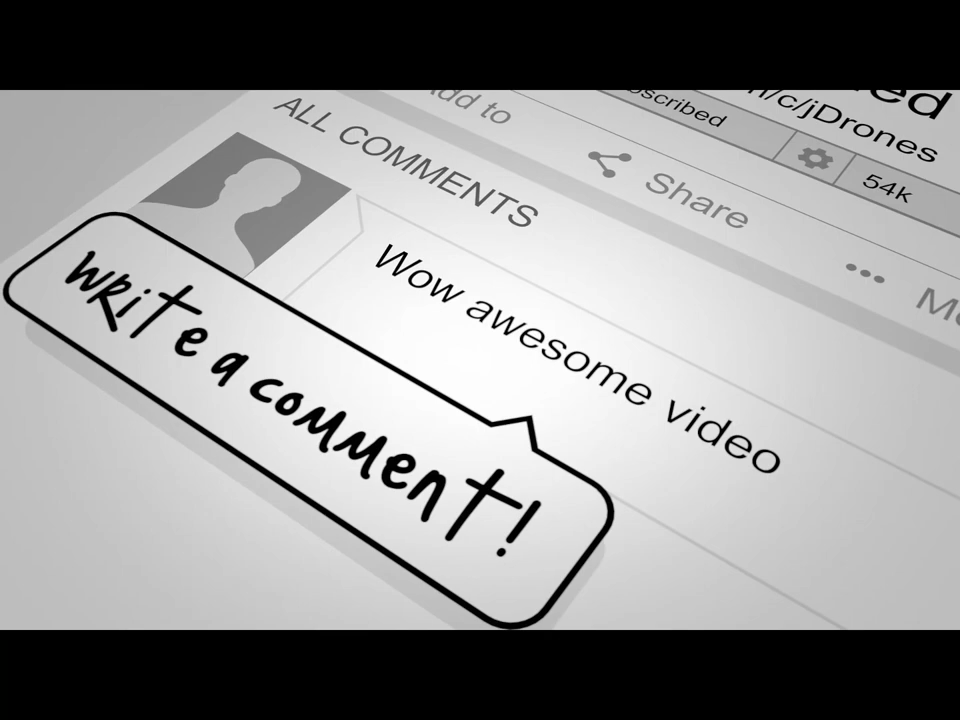 /c/jDrones
54k
Add to
Share
ALL COMMENTS
Wow awesome video
Write a comment!